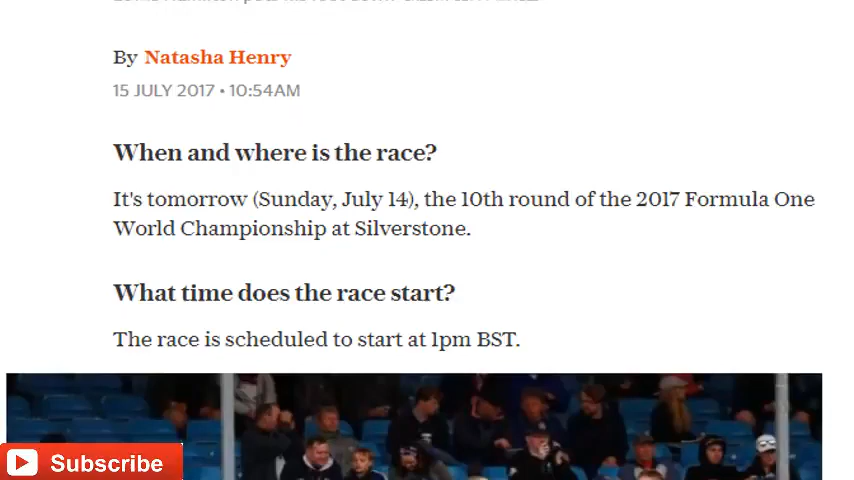 By Natasha Henry
15 JULY 2017 • 10:54AM
When and where is the race?
It's tomorrow (Sunday, July 14), the 10th round of the 2017 Formula One
World Championship at Silverstone.
What time does the race start?
The race is scheduled to start at 1pm BST.
Subscribe